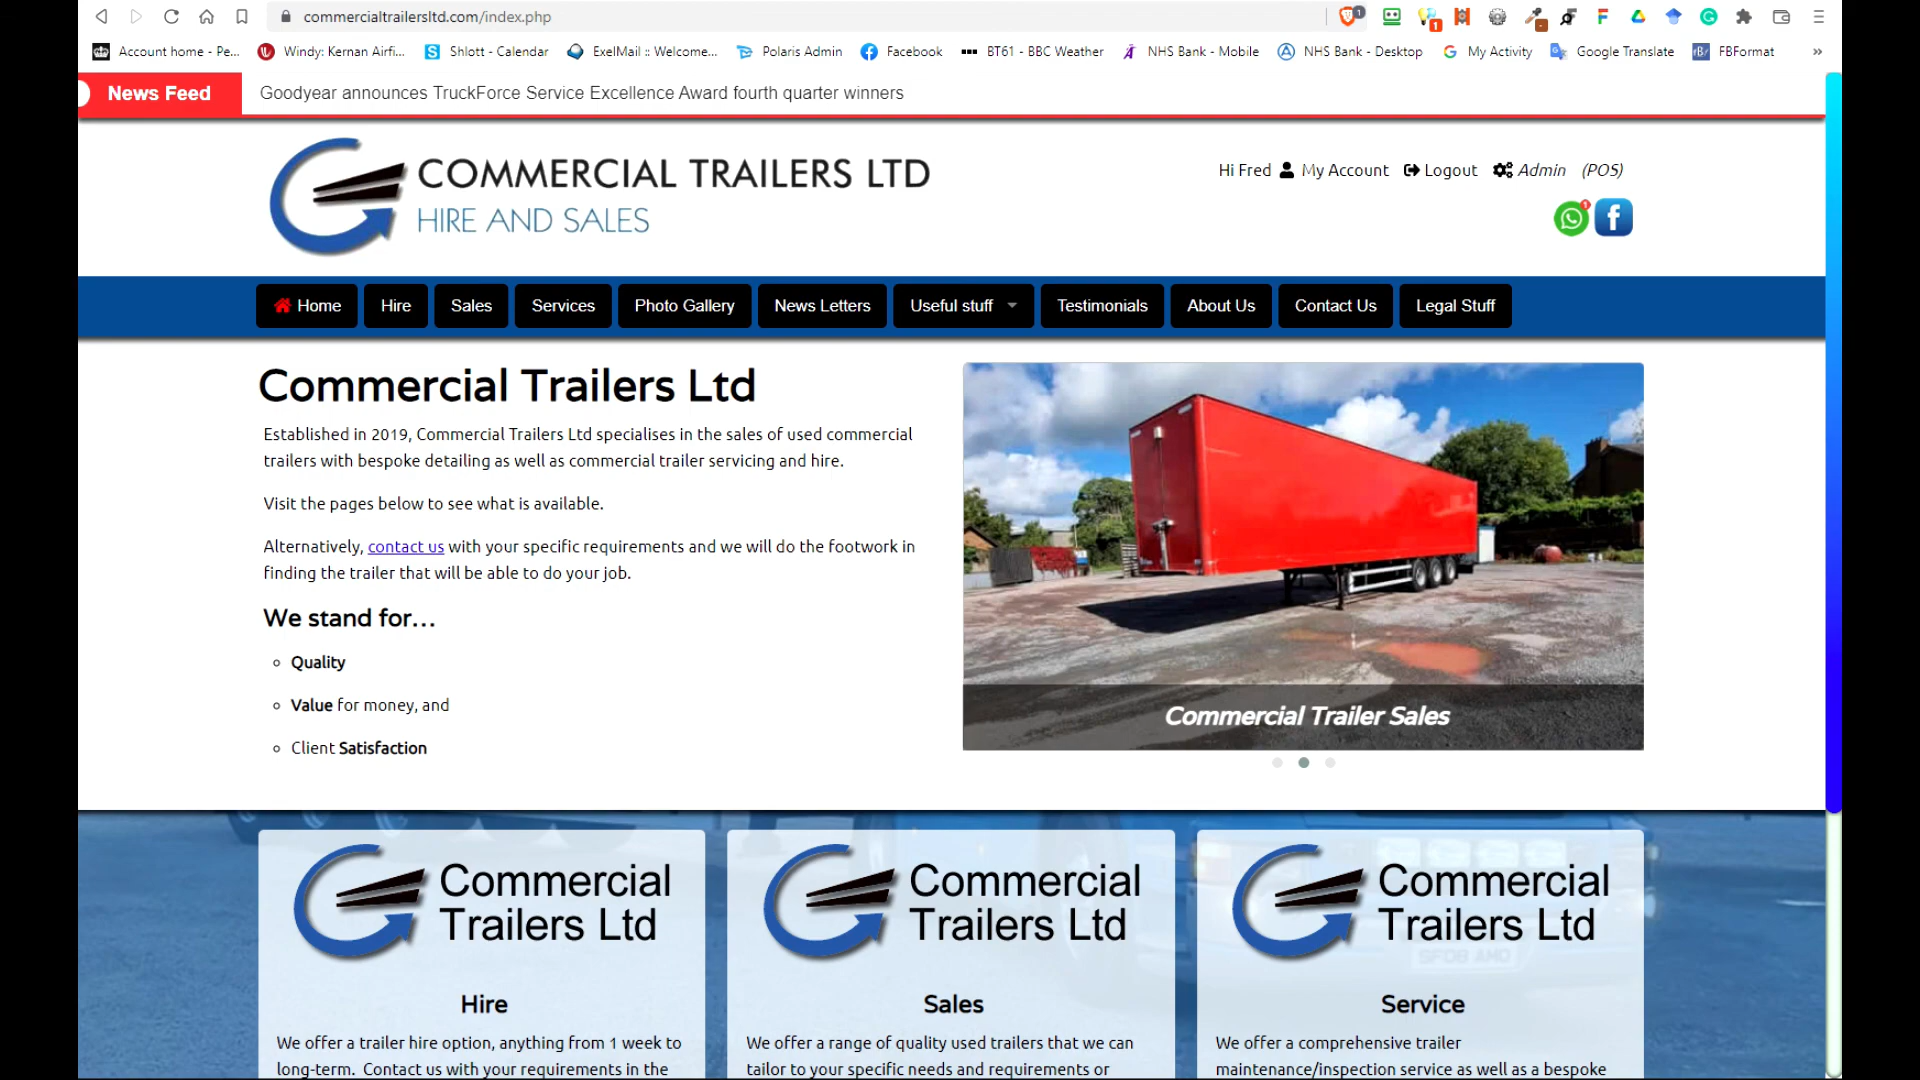 commercialtrailersltd.com/index.php
1
1
Account home - Pe...
Windy: Kernan Airfi...
Shlott - Calendar
ExelMail :: Welcome...
Polaris Admin
Facebook
BT61 - BBC Weather
NHS Bank - Mobile
NHS Bank - Desktop
My Activity
Google Translate
FBFormat
»
News Feed
Goodyear announces TruckForce Service Excellence Award fourth quarter winners
COMMERCIAL TRAILERS LTD
HIRE AND SALES
Hi Fred My Account Logout Admin (POS)
1
Home
Hire
Sales
Services
Photo Gallery
News Letters
Useful stuff
Testimonials
About Us
Contact Us
Legal Stuff
Commercial Trailers Ltd
Established in 2019, Commercial Trailers Ltd specialises in the sales of used commercial
trailers with bespoke detailing as well as commercial trailer servicing and hire.
Visit the pages below to see what is available.
Alternatively, contact us with your specific requirements and we will do the footwork in
finding the trailer that will be able to do your job.
We stand for...
Quality
Value for money, and
Client Satisfaction
Commercial Trailer Sales
Commercial
Trailers Ltd
Hire
We offer a trailer hire option, anything from 1 week to
long-term. Contact us with your requirements in the
Commercial
Trailers Ltd
Sales
We offer a range of quality used trailers that we can
tailor to your specific needs and requirements or
Commercial
Trailers Ltd
Service
We offer a comprehensive trailer
maintenance/inspection service as well as a bespoke